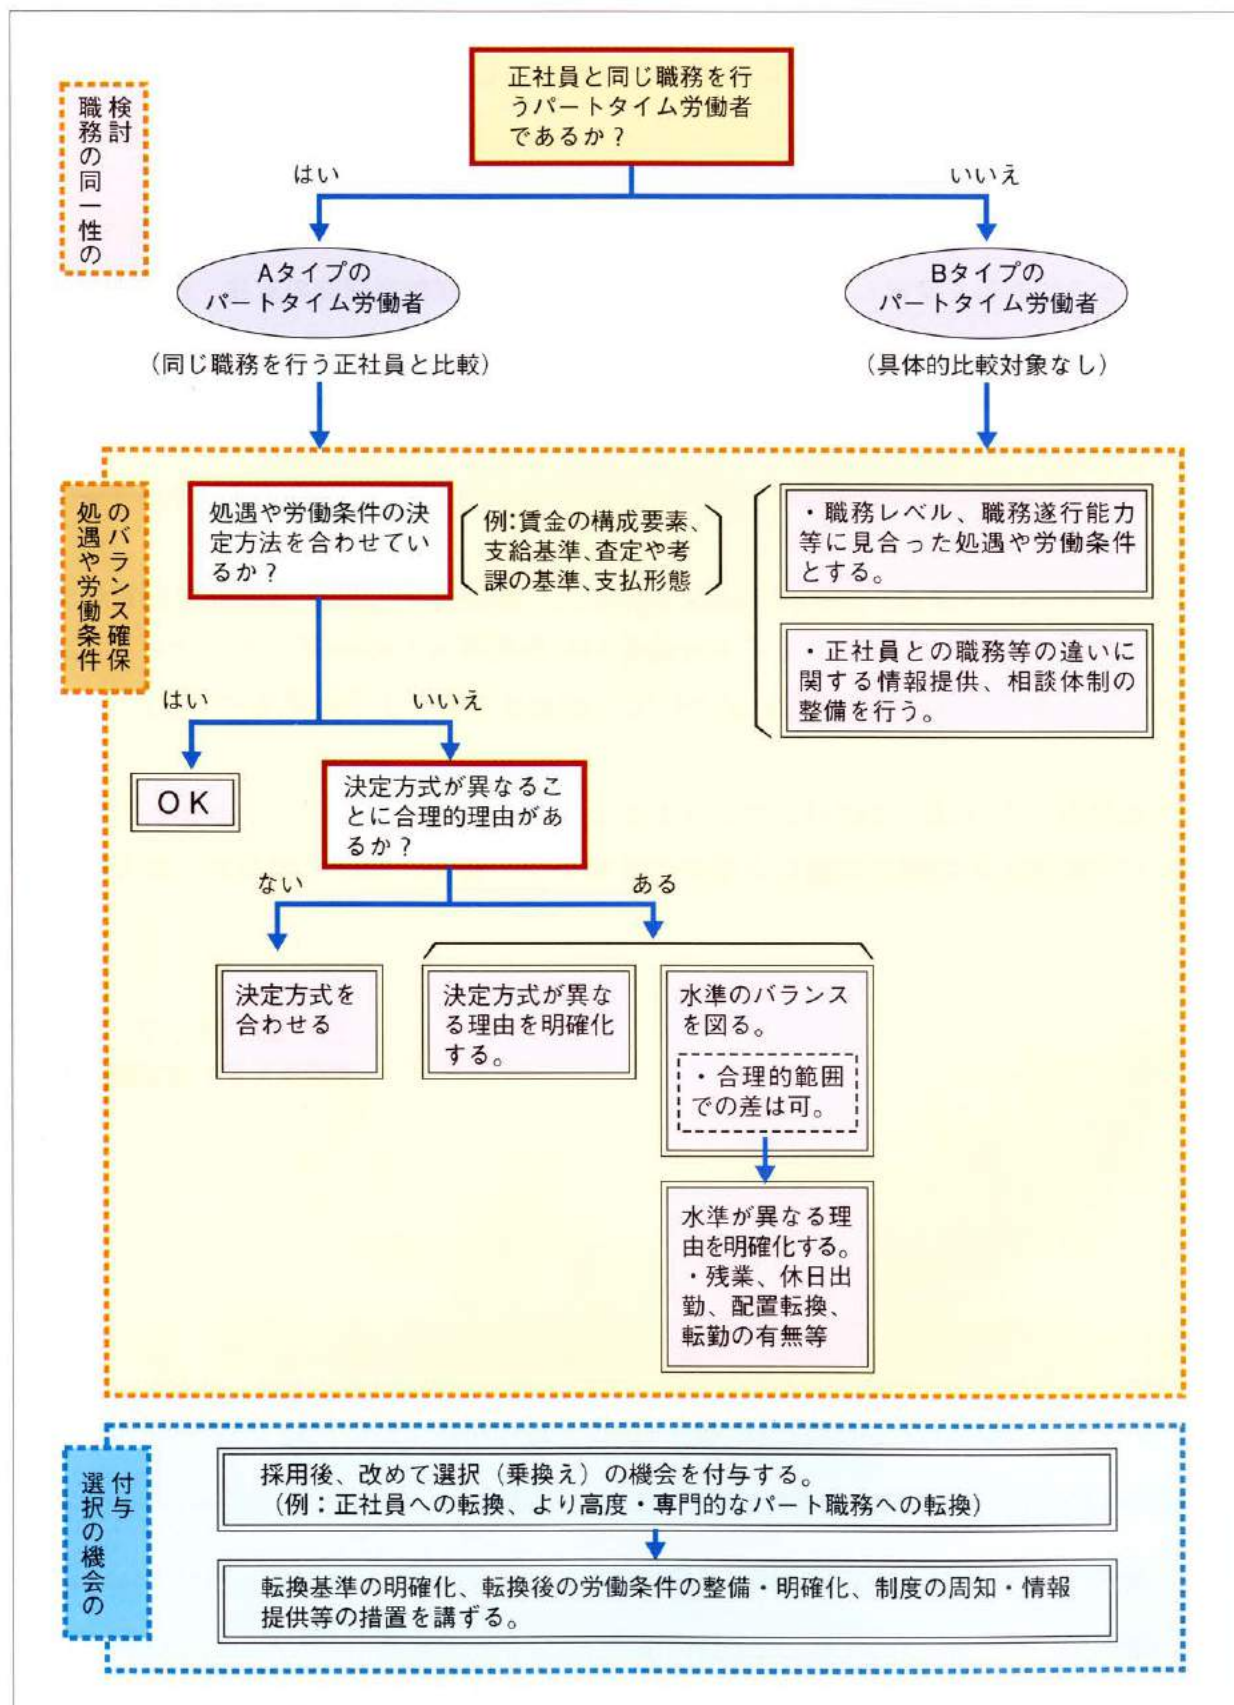 職務の同一性の
検討
正社員と同じ職務を行
うパートタイム労働者
であるか？
はい
いいえ
Aタイプの
パートタイム労働者
Bタイプの
パートタイム労働者
（同じ職務を行う正社員と比較）
（具体的比較対象なし）
処遇や労働条件
のバランス確保
処遇や労働条件の決
定方法を合わせてい
るか？
例:賃金の構成要素、
支給基準、査定や考
課の基準、支払形態
・職務レベル、職務遂行能力
等に見合った処遇や労働条件
とする。
・正社員との職務等の違いに
関する情報提供、相談体制の
整備を行う。
はい
いいえ
OK
決定方式が異なるこ
とに合理的理由があ
るか？
ない
ある
決定方式を
合わせる
決定方式が異な
る理由を明確化
する。
水準のバランス
を図る。
・合理的範囲
での差は可。
水準が異なる理
由を明確化する。
・残業、休日出
勤、配置転換、
転勤の有無等
選択の機会の
付与
採用後、改めて選択（乗換え）の機会を付与する。
（例：正社員への転換、より高度・専門的なパート職務への転換）
転換基準の明確化、転換後の労働条件の整備・明確化、制度の周知・情報
提供等の措置を講ずる。